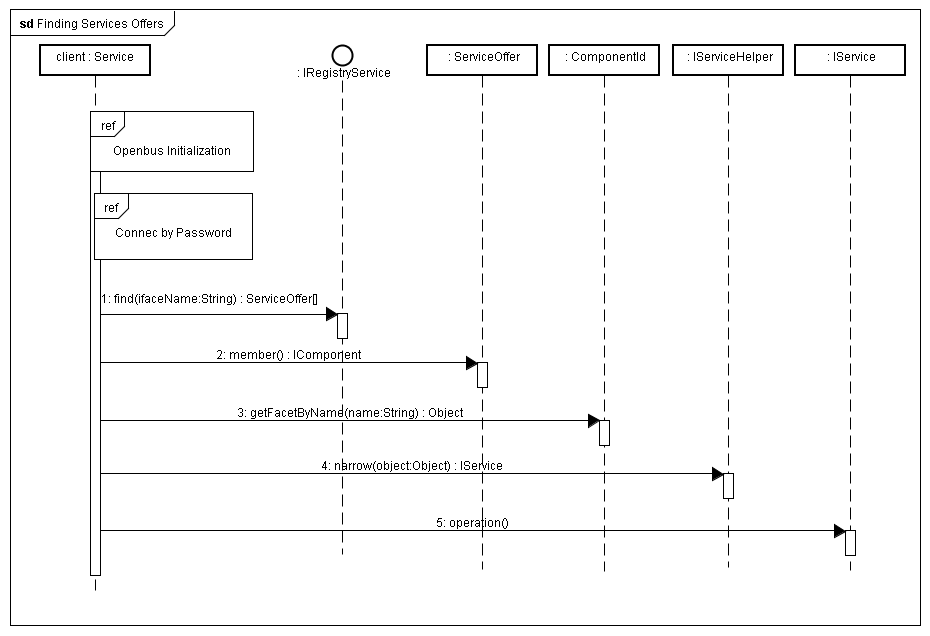 sd Finding Services Offers
client : Service
: IRegistryService
: ServiceOffer
: ComponentId
: IServiceHelper
: IService
ref
Openbus Initialization
ref
Connec by Password
1: find(ifaceName:String) : ServiceOffer[]
2: member() : IComponent
3: getFacetByName(name:String) : Object
4: narrow(object:Object) : IService
5: operation()